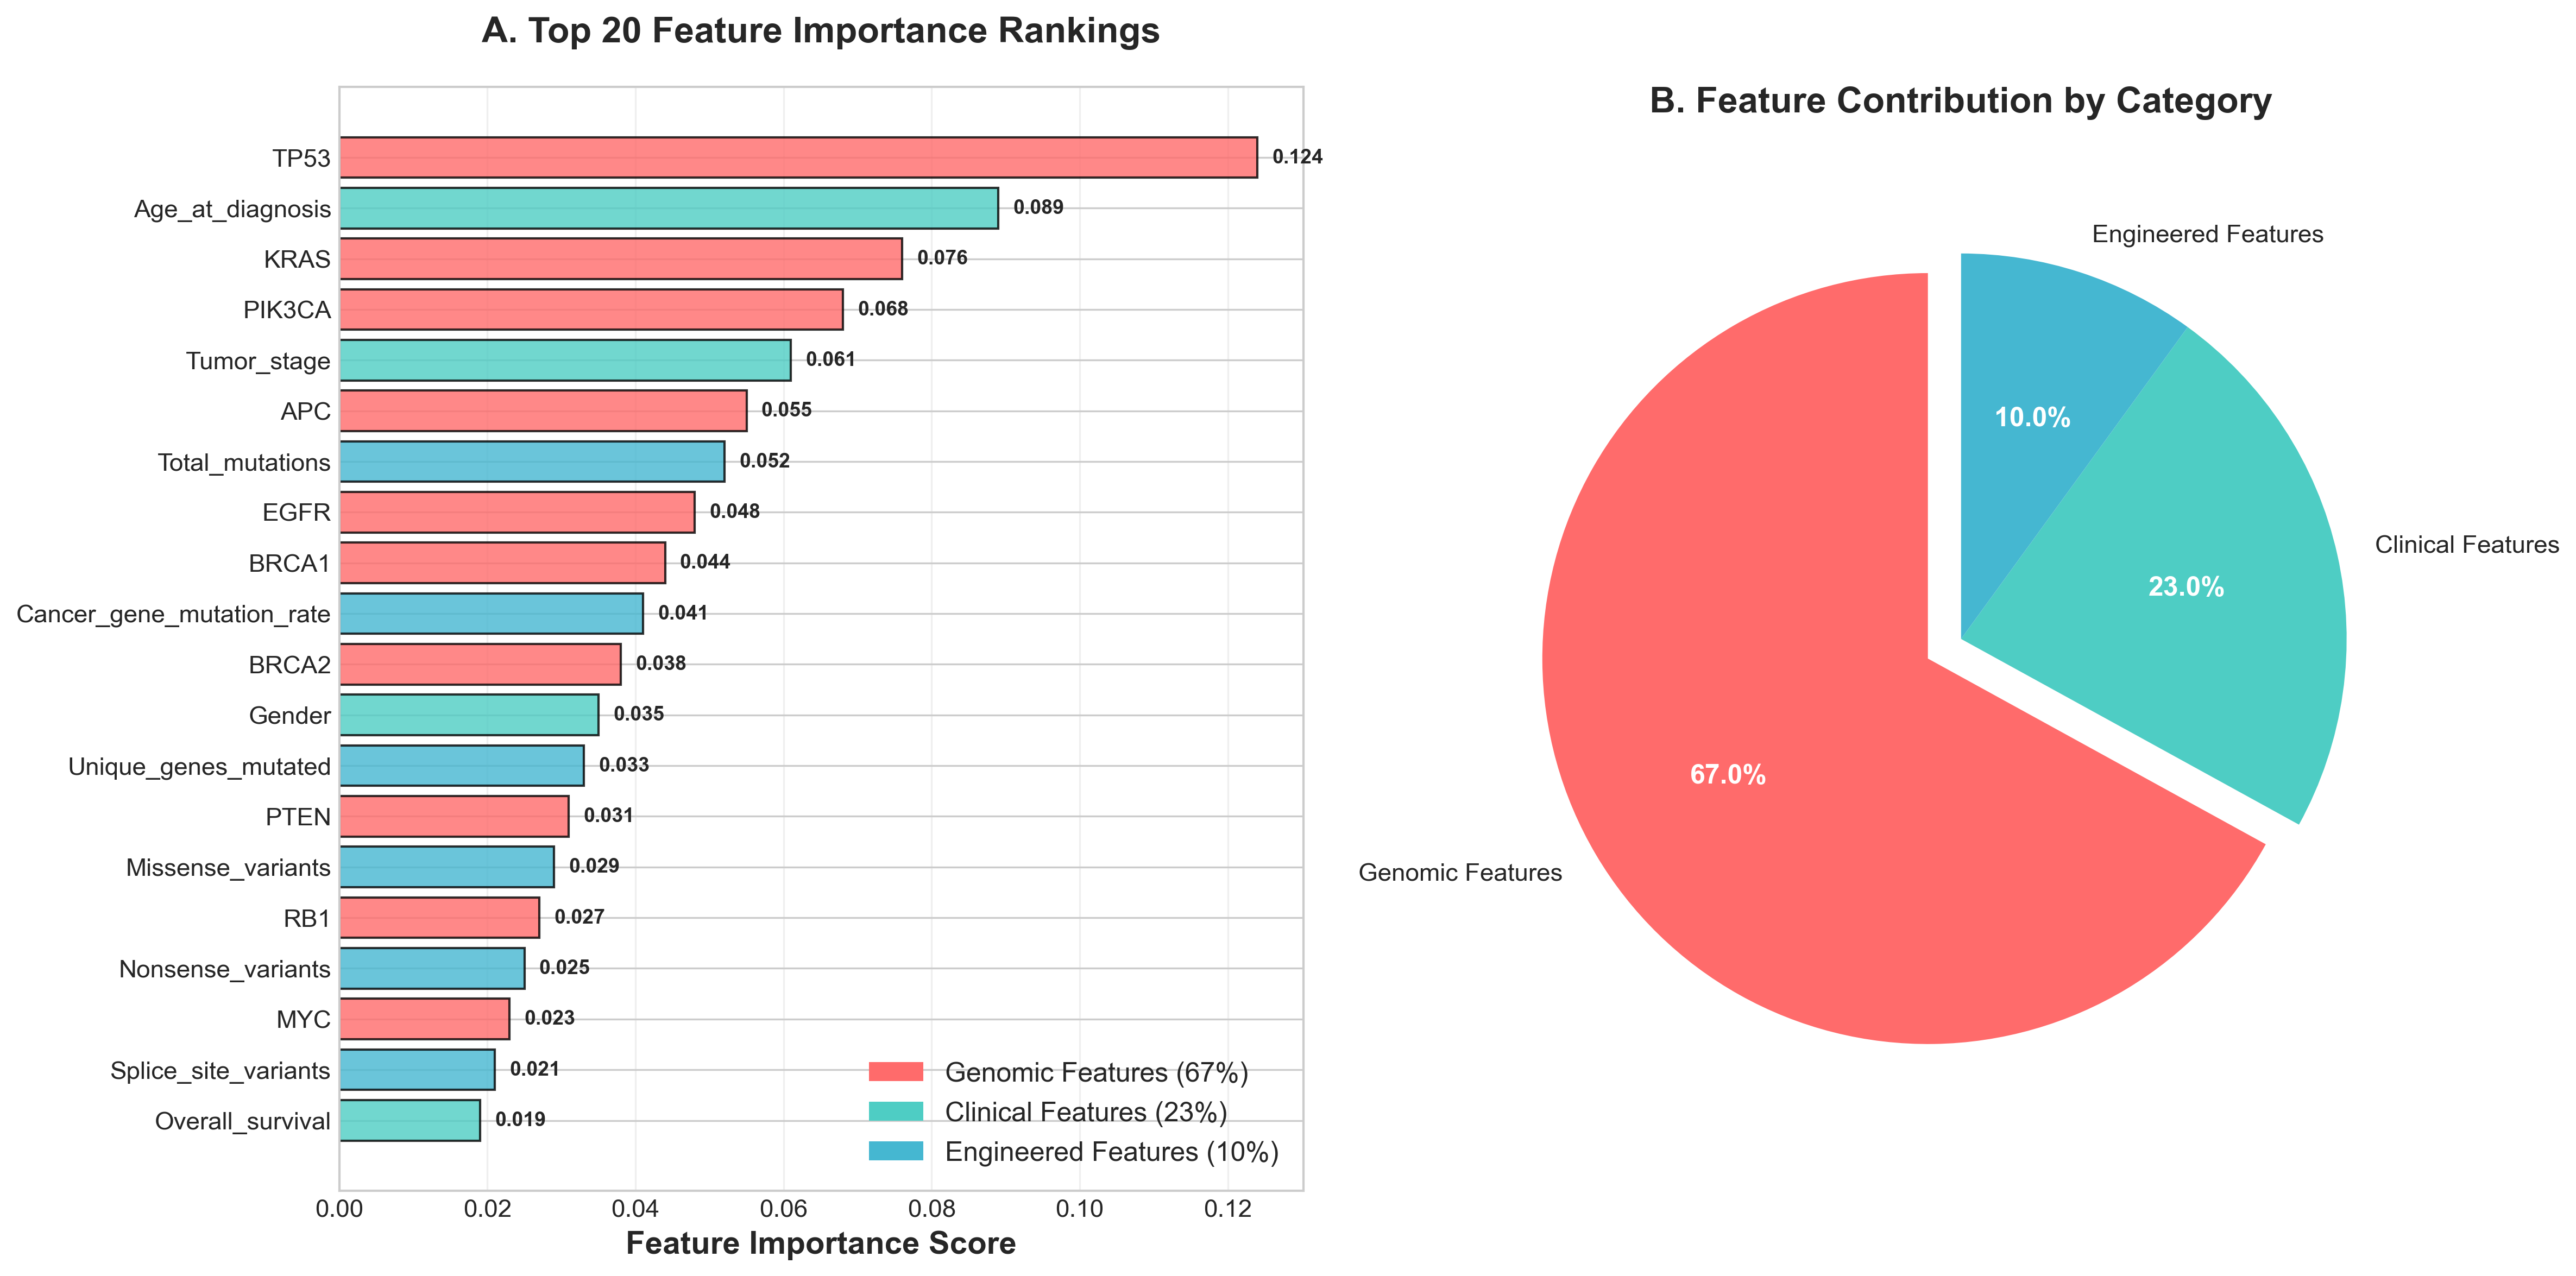 A. Top 20 Feature Importance Rankings
TP53 0.124
Age_at_diagnosis 0.089
KRAS 0.076
PIK3CA 0.068
Tumor_stage 0.061
APC 0.055
Total_mutations 0.052
EGFR 0.048
BRCA1 0.044
Cancer_gene_mutation_rate 0.041
BRCA2 0.038
Gender 0.035
Unique_genes_mutated 0.033
PTEN 0.031
Missense_variants 0.029
RB1 0.027
Nonsense_variants 0.025
MYC 0.023
Splice_site_variants 0.021
Overall_survival 0.019
Genomic Features (67%)
Clinical Features (23%)
Engineered Features (10%)
0.00 0.02 0.04 0.06 0.08 0.10 0.12
Feature Importance Score
B. Feature Contribution by Category
Engineered Features
10.0%
Clinical Features
23.0%
67.0%
Genomic Features